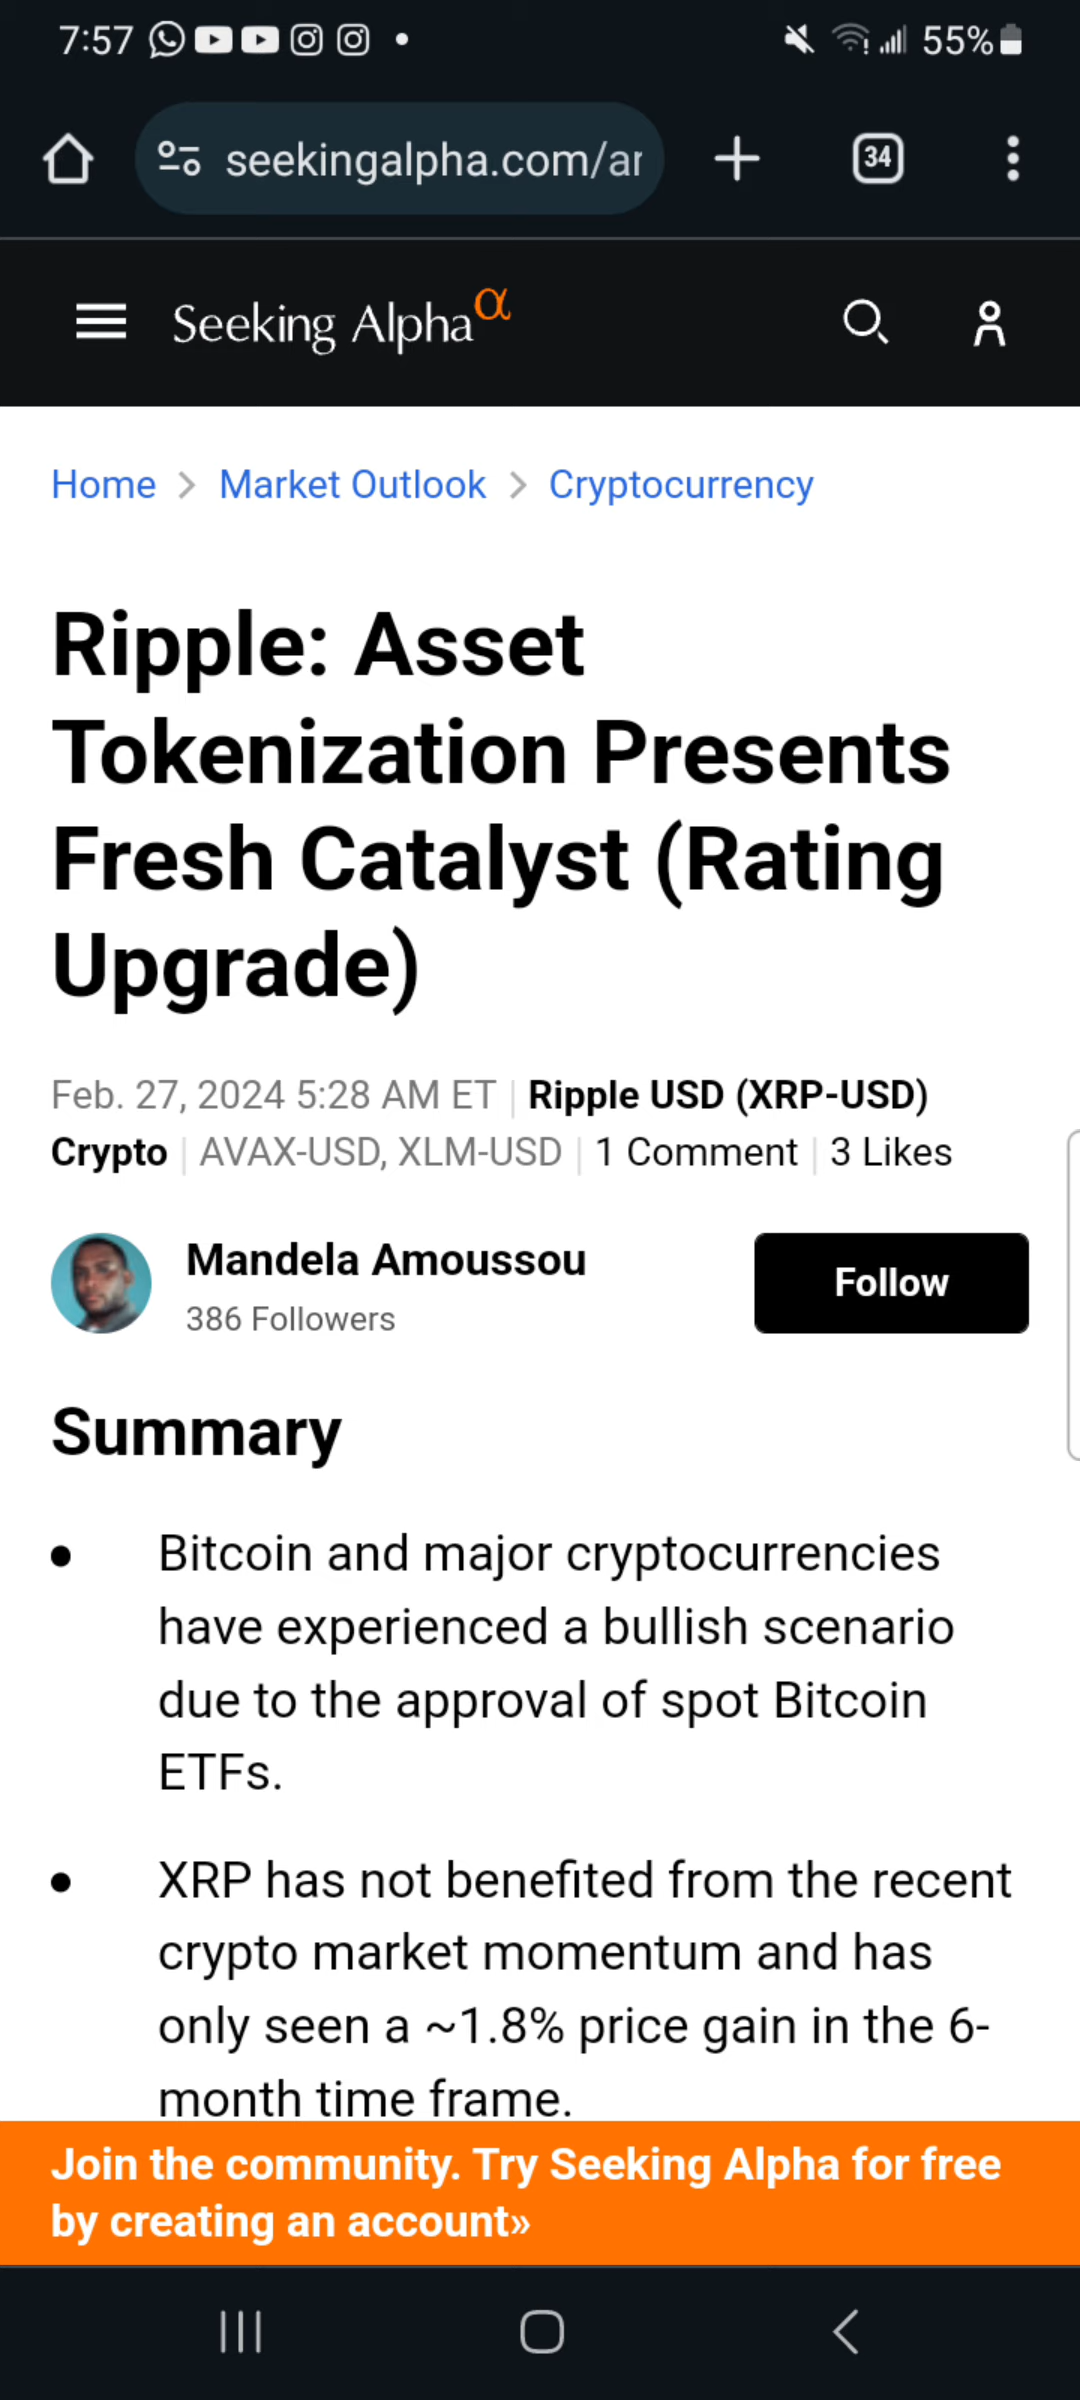 7:57
55%
seekingalpha.com/ar
34
Seeking Alpha α
Home > Market Outlook > Cryptocurrency
Ripple: Asset
Tokenization Presents
Fresh Catalyst (Rating
Upgrade)
Feb. 27, 2024 5:28 AM ET | Ripple USD (XRP-USD)
Crypto | AVAX-USD, XLM-USD | 1 Comment | 3 Likes
Mandela Amoussou
386 Followers
Follow
Summary
• Bitcoin and major cryptocurrencies
have experienced a bullish scenario
due to the approval of spot Bitcoin
ETFs.
• XRP has not benefited from the recent
crypto market momentum and has
only seen a ~1.8% price gain in the 6-
month time frame.
Join the community. Try Seeking Alpha for free
by creating an account»